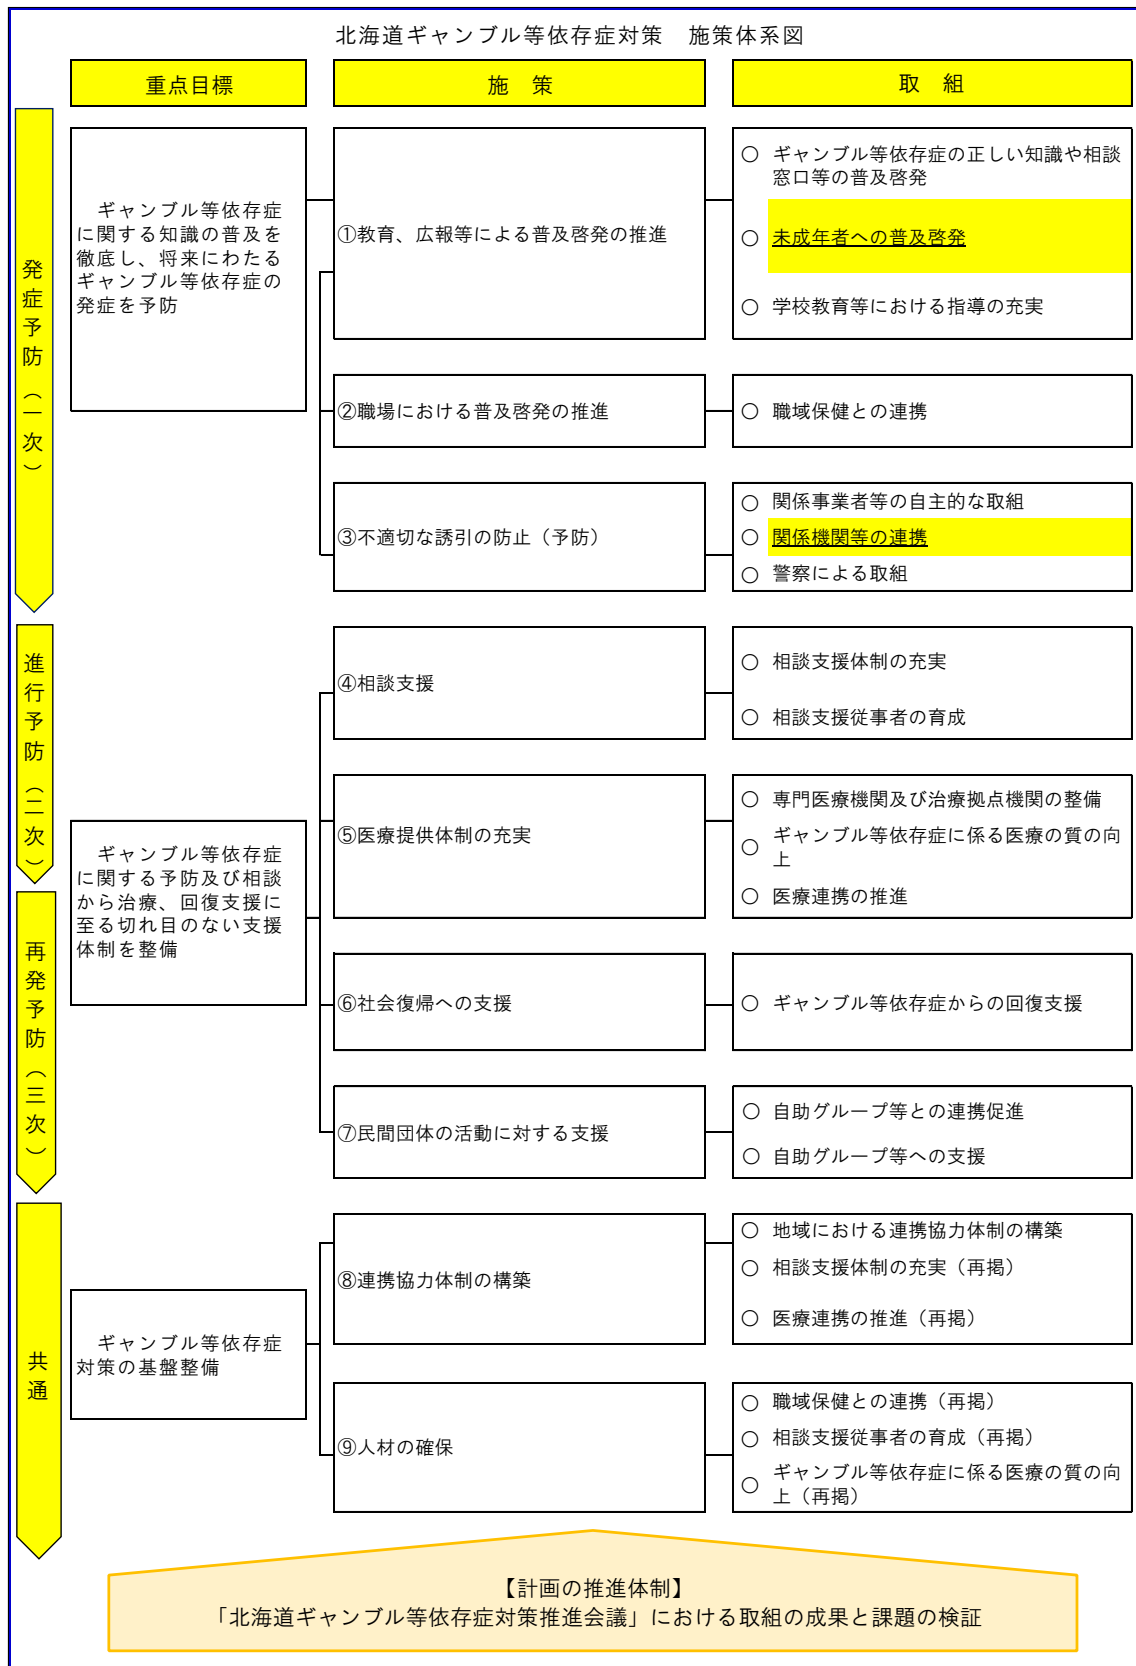 北海道ギャンブル等依存症対策　施策体系図
重点目標
施　策
取　組
発症予防（一次）
ギャンブル等依存症
に関する知識の普及を
徹底し、将来にわたる
ギャンブル等依存症の
発症を予防
①教育、広報等による普及啓発の推進
○ ギャンブル等依存症の正しい知識や相談
窓口等の普及啓発
○ 未成年者への普及啓発
○ 学校教育等における指導の充実
②職場における普及啓発の推進
○ 職域保健との連携
③不適切な誘引の防止（予防）
○ 関係事業者等の自主的な取組
○ 関係機関等の連携
○ 警察による取組
進行予防（二次）
再発予防（三次）
ギャンブル等依存症
に関する予防及び相談
から治療、回復支援に
至る切れ目のない支援
体制を整備
④相談支援
○ 相談支援体制の充実
○ 相談支援従事者の育成
⑤医療提供体制の充実
○ 専門医療機関及び治療拠点機関の整備
○ ギャンブル等依存症に係る医療の質の向
上
○ 医療連携の推進
⑥社会復帰への支援
○ ギャンブル等依存症からの回復支援
⑦民間団体の活動に対する支援
○ 自助グループ等との連携促進
○ 自助グループ等への支援
共通
ギャンブル等依存症
対策の基盤整備
⑧連携協力体制の構築
○ 地域における連携協力体制の構築
○ 相談支援体制の充実（再掲）
○ 医療連携の推進（再掲）
⑨人材の確保
○ 職域保健との連携（再掲）
○ 相談支援従事者の育成（再掲）
○ ギャンブル等依存症に係る医療の質の向
上（再掲）
【計画の推進体制】
「北海道ギャンブル等依存症対策推進会議」における取組の成果と課題の検証